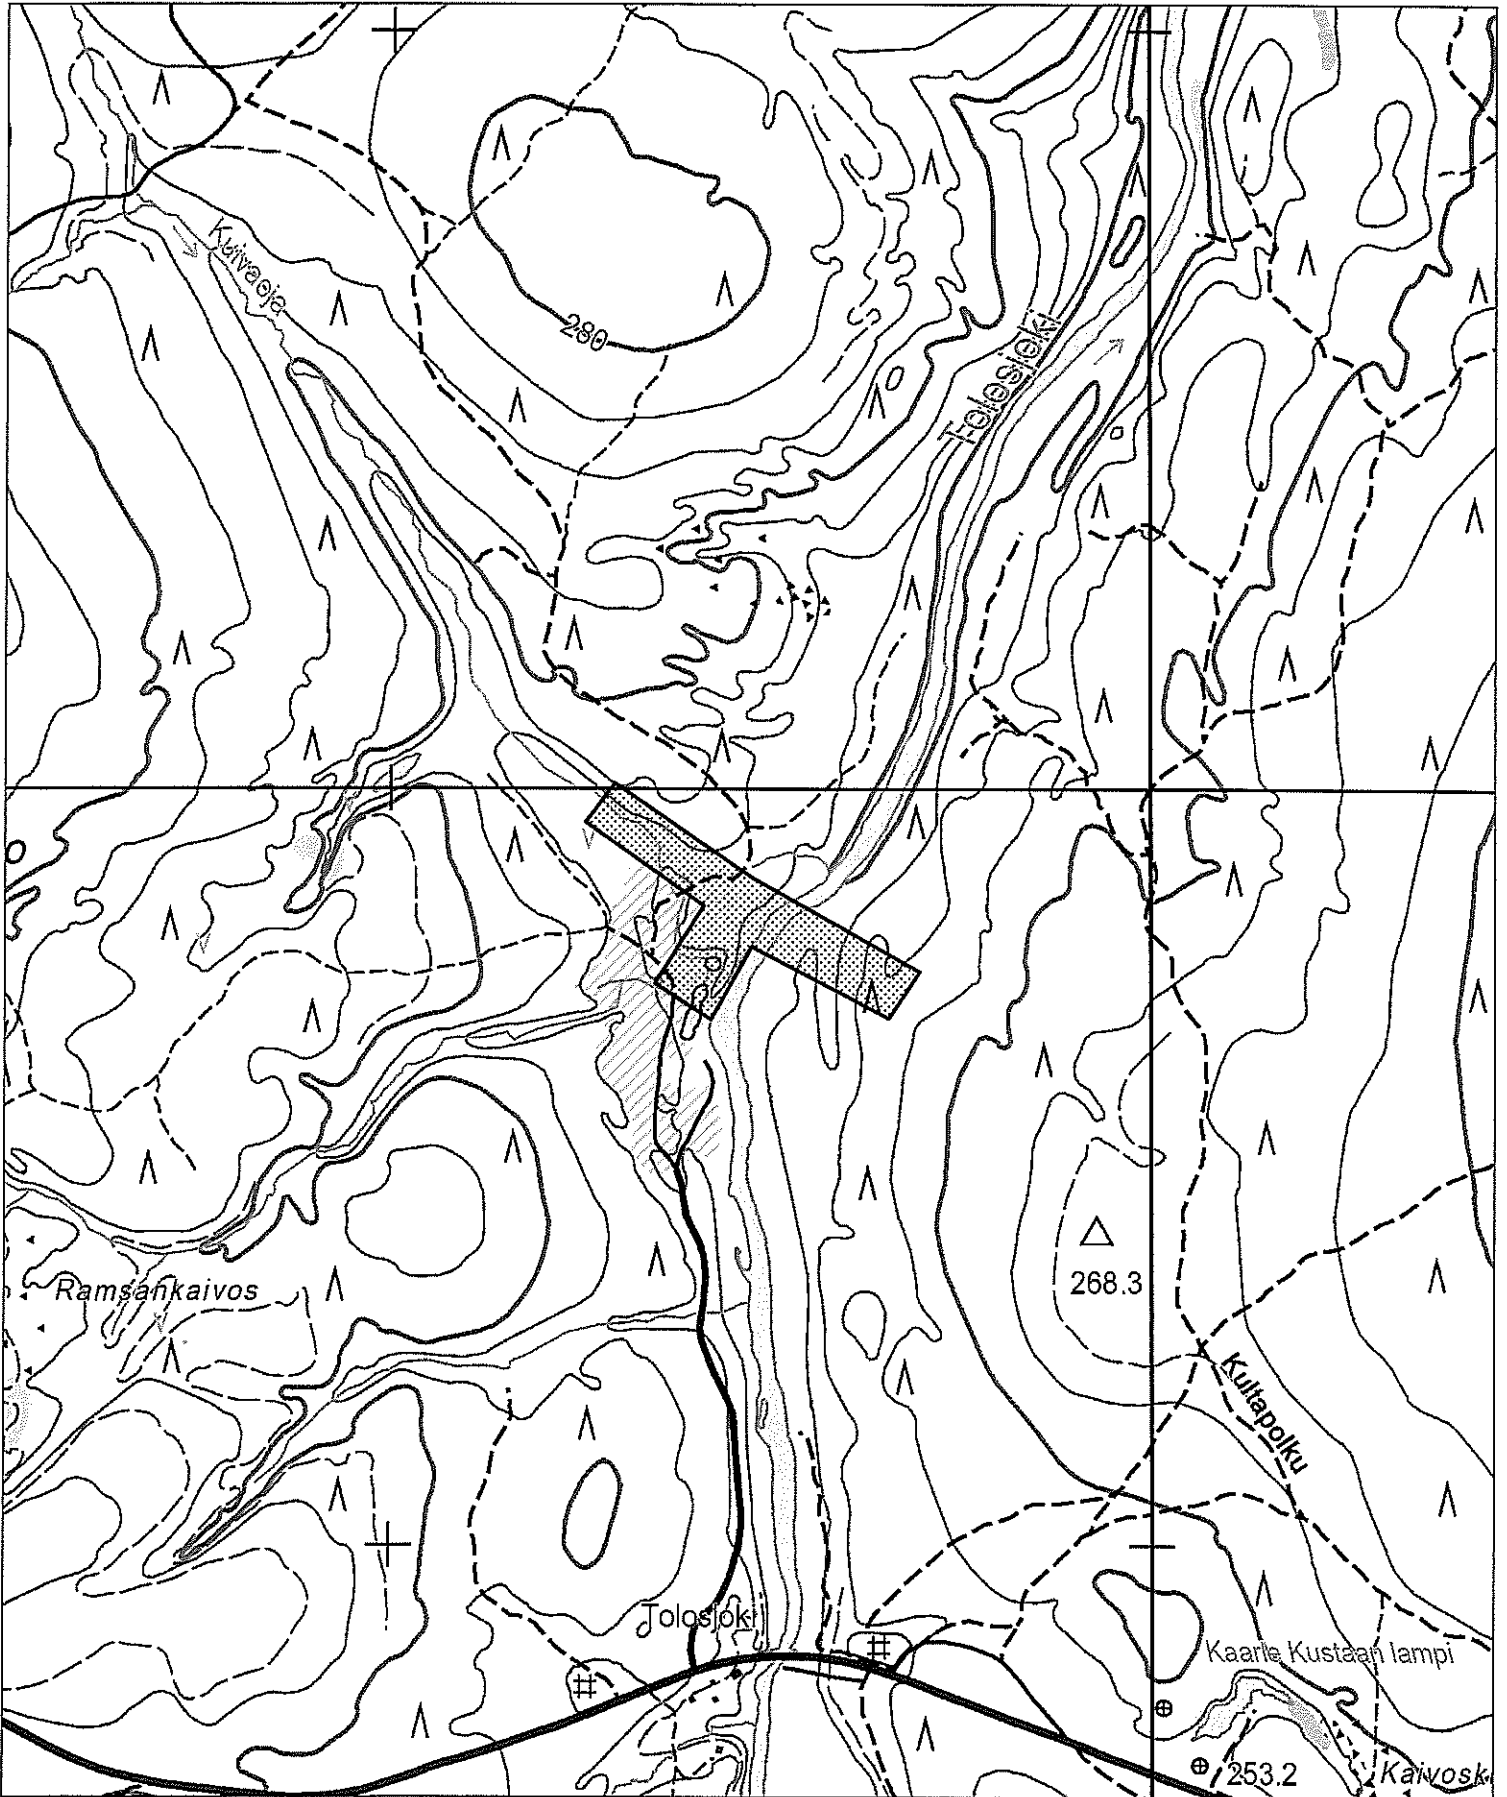 Kuivaoja
280
Tolosjoki
Ramsankaivos
268.3
Kultapolku
Tolosjoki
Kaarle Kustaan lampi
253.2
Kaivosk